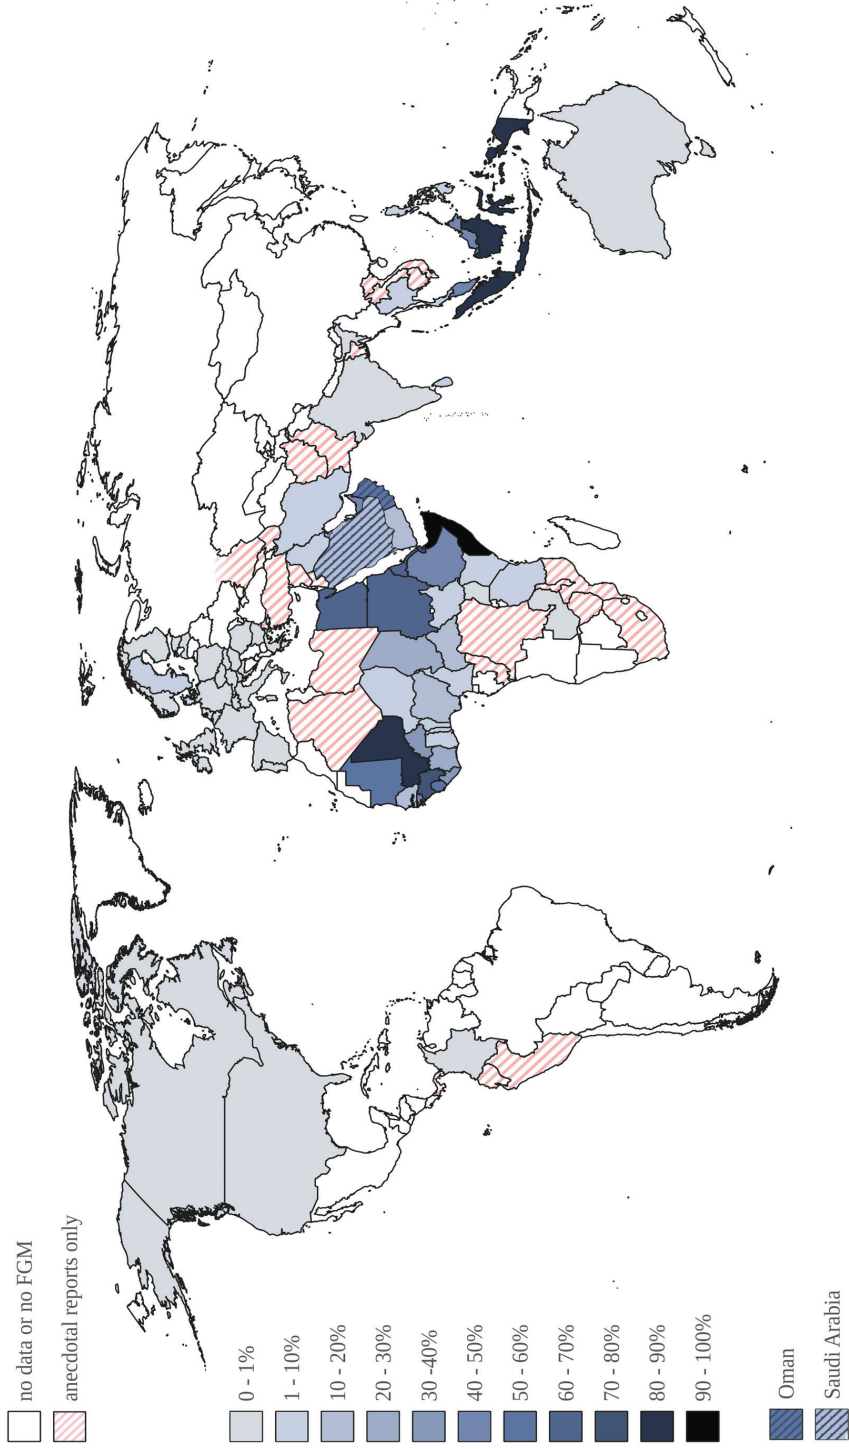 no data or no FGM
anecdotal reports only
0 - 1%
1 - 10%
10 - 20%
20 - 30%
30 -40%
40 - 50%
50 - 60%
60 - 70%
70 - 80%
80 - 90%
90 - 100%
Oman
Saudi Arabia